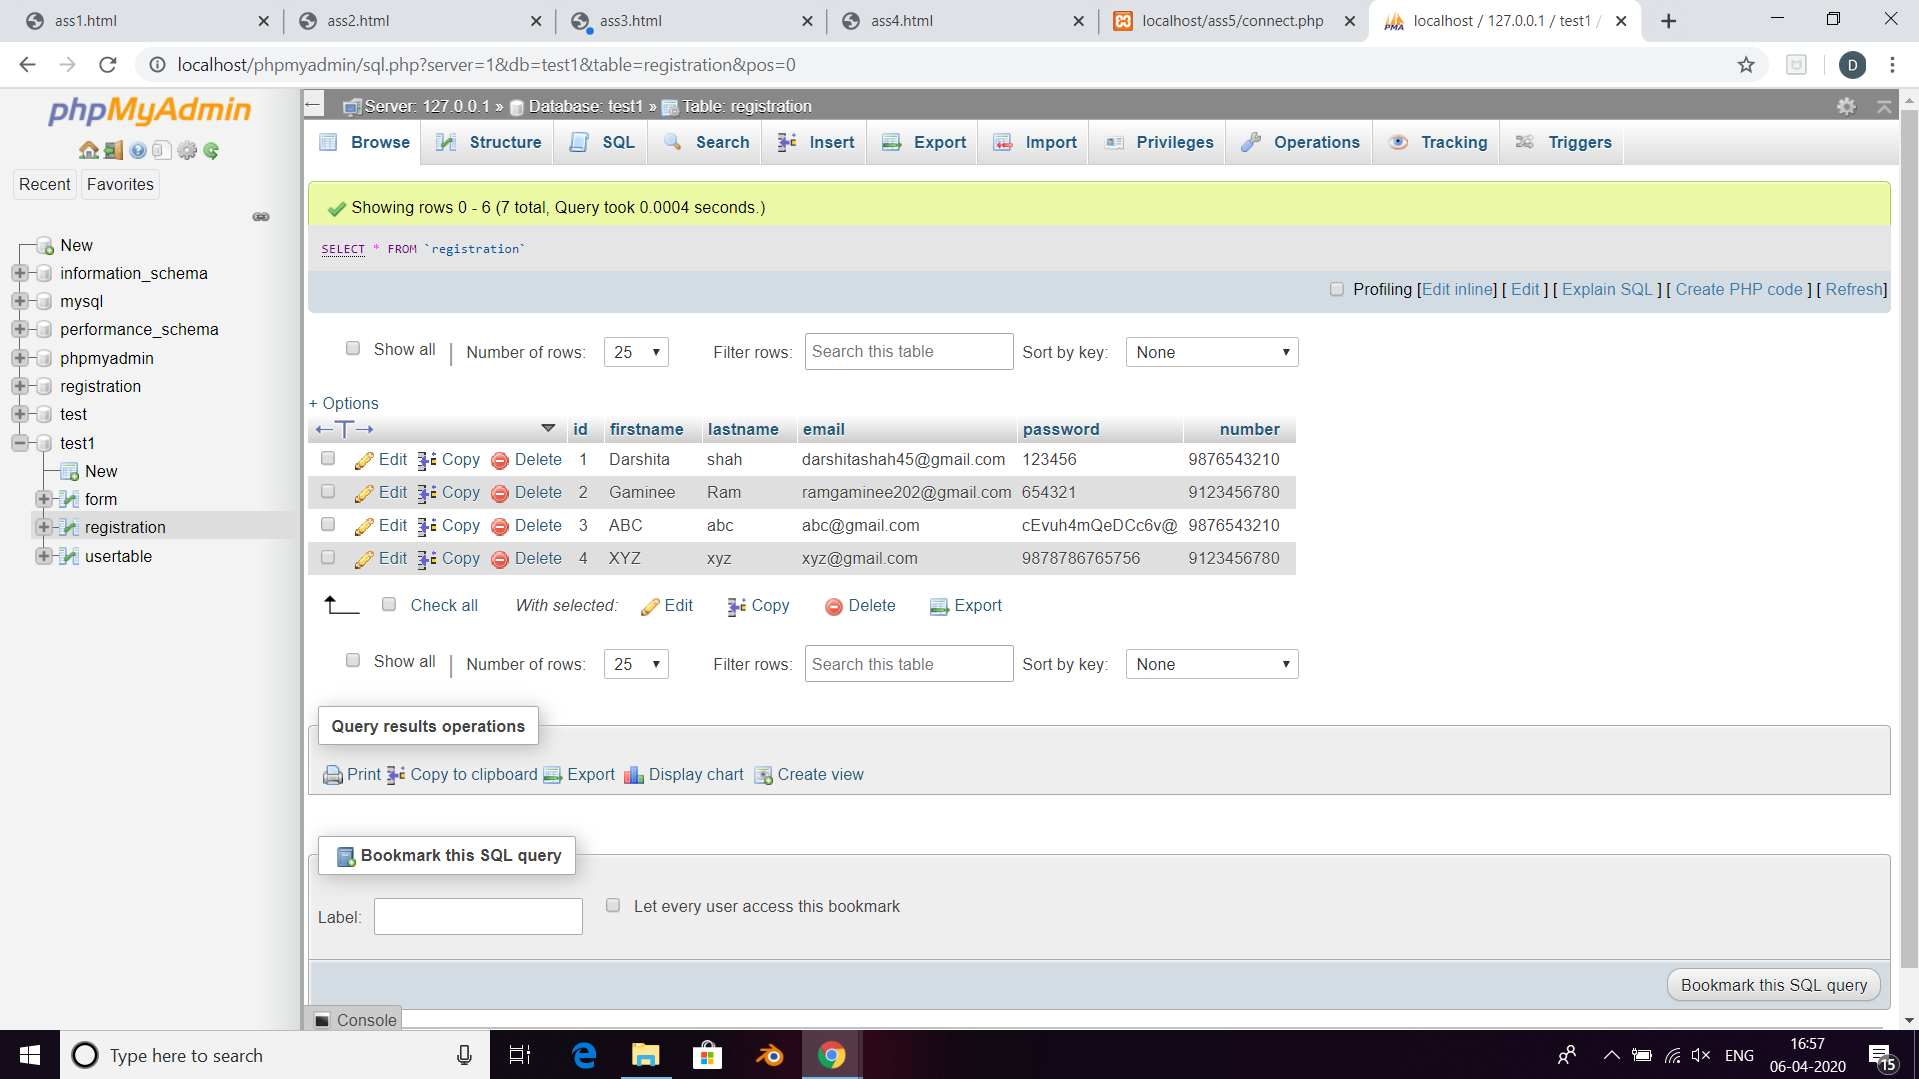 ass1.html ass2.html ass3.html ass4.html localhost/ass5/connect.php localhost / 127.0.0.1 / test1 /
localhost/phpmyadmin/sql.php?server=1&db=test1&table=registration&pos=0 D
phpMyAdmin
Recent Favorites
New
information_schema
mysql
performance_schema
phpmyadmin
registration
test
test1
New
form
registration
usertable
Server: 127.0.0.1 » Database: test1 » Table: registration
Browse Structure SQL Search Insert Export Import Privileges Operations Tracking Triggers
Showing rows 0 - 6 (7 total, Query took 0.0004 seconds.)
SELECT * FROM `registration`
Profiling [Edit inline] [ Edit ] [ Explain SQL ] [ Create PHP code ] [ Refresh]
Show all | Number of rows: 25 Filter rows: Search this table Sort by key: None
+ Options
←T→ id firstname lastname email password number
Edit Copy Delete 1 Darshita shah darshitashah45@gmail.com 123456 9876543210
Edit Copy Delete 2 Gaminee Ram ramgaminee202@gmail.com 654321 9123456780
Edit Copy Delete 3 ABC abc abc@gmail.com cEvuh4mQeDCc6v@ 9876543210
Edit Copy Delete 4 XYZ xyz xyz@gmail.com 9878786765756 9123456780
Check all With selected: Edit Copy Delete Export
Show all | Number of rows: 25 Filter rows: Search this table Sort by key: None
Query results operations
Print Copy to clipboard Export Display chart Create view
Bookmark this SQL query
Label: Let every user access this bookmark
Bookmark this SQL query
Console
Type here to search ENG 16:57
06-04-2020 15